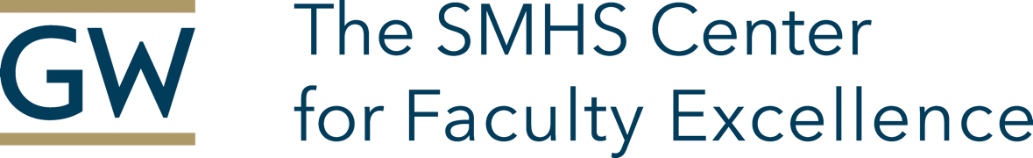 GW
The SMHS Center
for Faculty Excellence